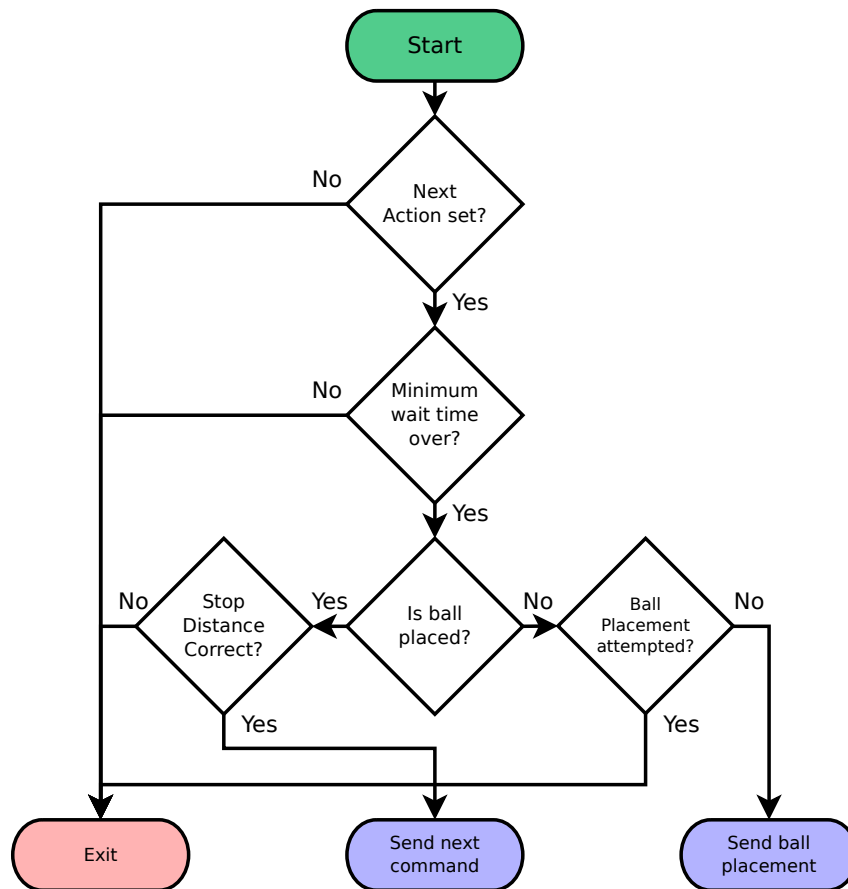 Start
No
Next
Action set?
Yes
No
Minimum
wait time
over?
Yes
No
Stop
Distance
Correct?
Yes
Is ball
placed?
No
Ball
Placement
attempted?
No
Yes
Yes
Exit
Send next
command
Send ball
placement